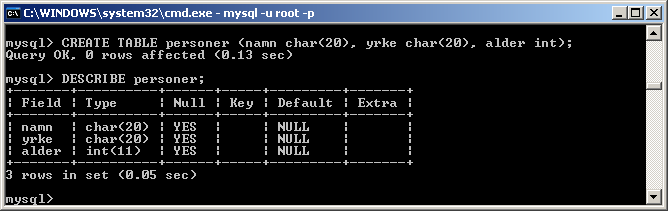 C:\WINDOWS\system32\cmd.exe - mysql -u root -p
mysql> CREATE TABLE personer (namn char(20), yrke char(20), alder int);
Query OK, 0 rows affected (0.13 sec)
mysql> DESCRIBE personer;
+-------+----------+------+-----+---------+-------+
| Field | Type     | Null | Key | Default | Extra |
+-------+----------+------+-----+---------+-------+
| namn  | char(20) | YES  |     | NULL    |       |
| yrke  | char(20) | YES  |     | NULL    |       |
| alder | int(11)  | YES  |     | NULL    |       |
+-------+----------+------+-----+---------+-------+
3 rows in set (0.05 sec)
mysql>